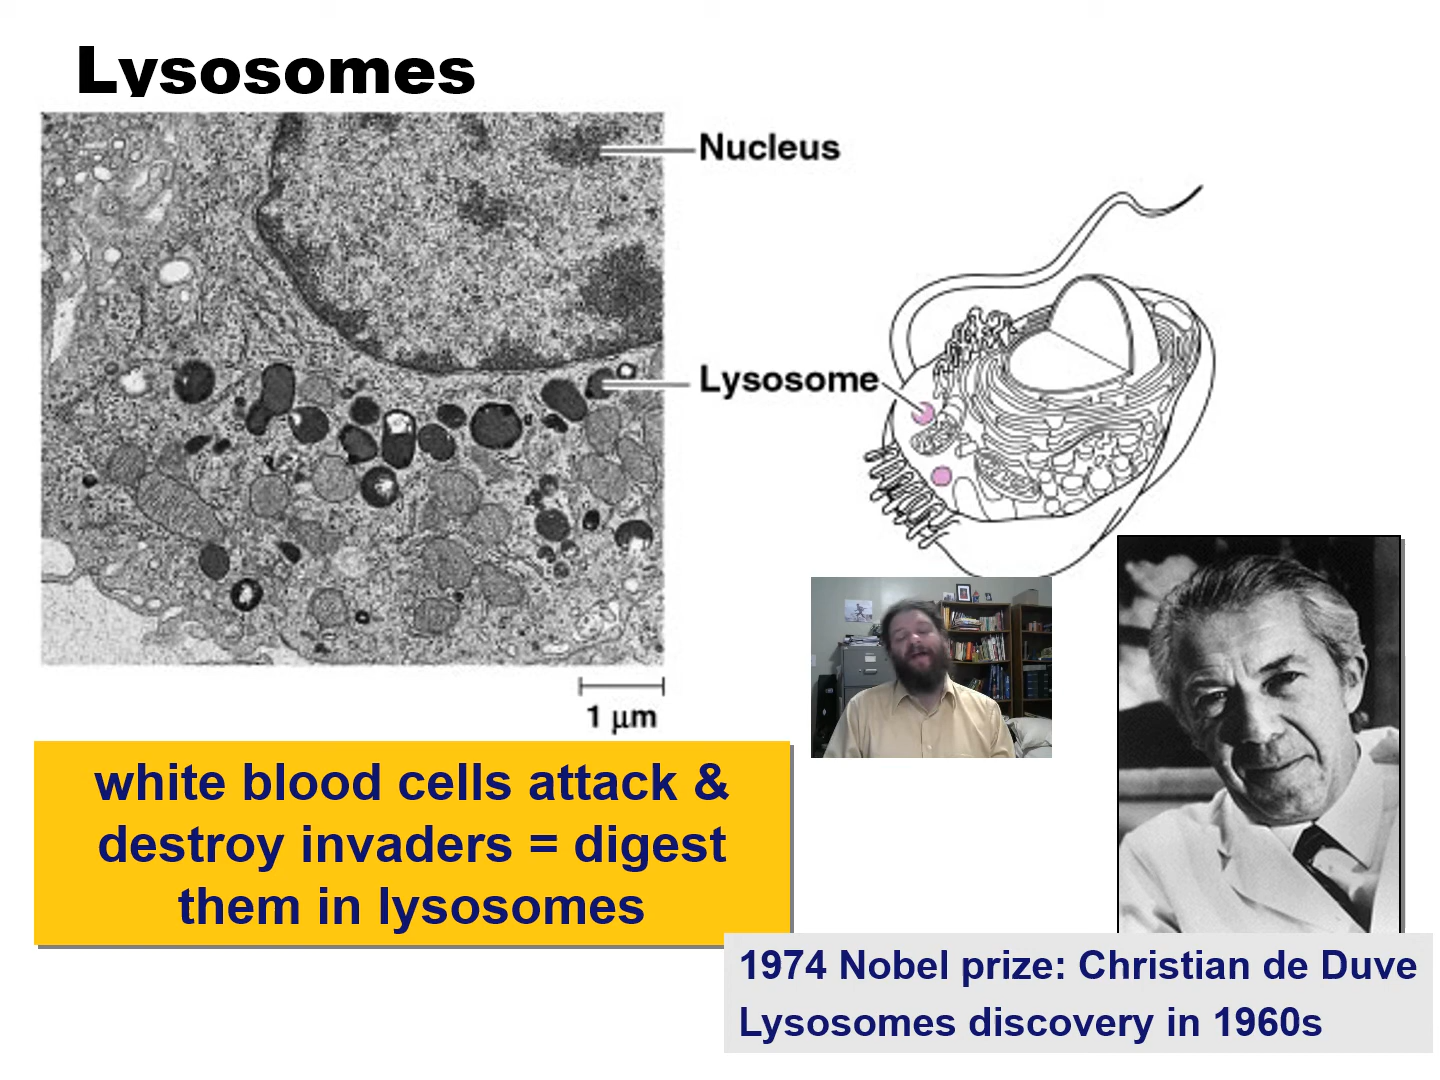 Lysosomes
Nucleus
Lysosome
1 µm
white blood cells attack &
destroy invaders = digest
them in lysosomes
1974 Nobel prize: Christian de Duve
Lysosomes discovery in 1960s